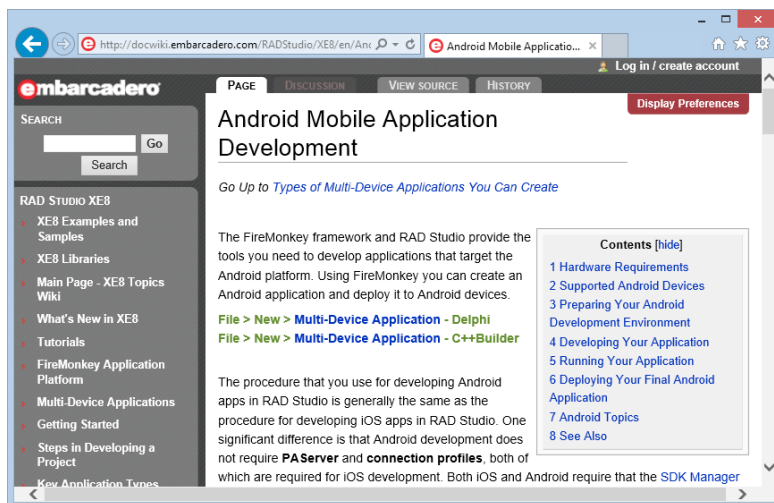 http://docwiki.embarcadero.com/RADStudio/XE8/en/And
Android Mobile Applicatio...
Log in / create account
embarcadero
PAGE
DISCUSSION
VIEW SOURCE
HISTORY
Display Preferences
SEARCH
Go
Search
RAD STUDIO XE8
XE8 Examples and
Samples
XE8 Libraries
Main Page - XE8 Topics
Wiki
What's New in XE8
Tutorials
FireMonkey Application
Platform
Multi-Device Applications
Getting Started
Steps in Developing a
Project
Key Application Types
Android Mobile Application
Development
Go Up to Types of Multi-Device Applications You Can Create
The FireMonkey framework and RAD Studio provide the
tools you need to develop applications that target the
Android platform. Using FireMonkey you can create an
Android application and deploy it to Android devices.
File > New > Multi-Device Application - Delphi
File > New > Multi-Device Application - C++Builder
The procedure that you use for developing Android
apps in RAD Studio is generally the same as the
procedure for developing iOS apps in RAD Studio. One
significant difference is that Android development does
not require PAServer and connection profiles, both of
which are required for iOS development. Both iOS and Android require that the SDK Manager
Contents [hide]
1 Hardware Requirements
2 Supported Android Devices
3 Preparing Your Android
Development Environment
4 Developing Your Application
5 Running Your Application
6 Deploying Your Final Android
Application
7 Android Topics
8 See Also